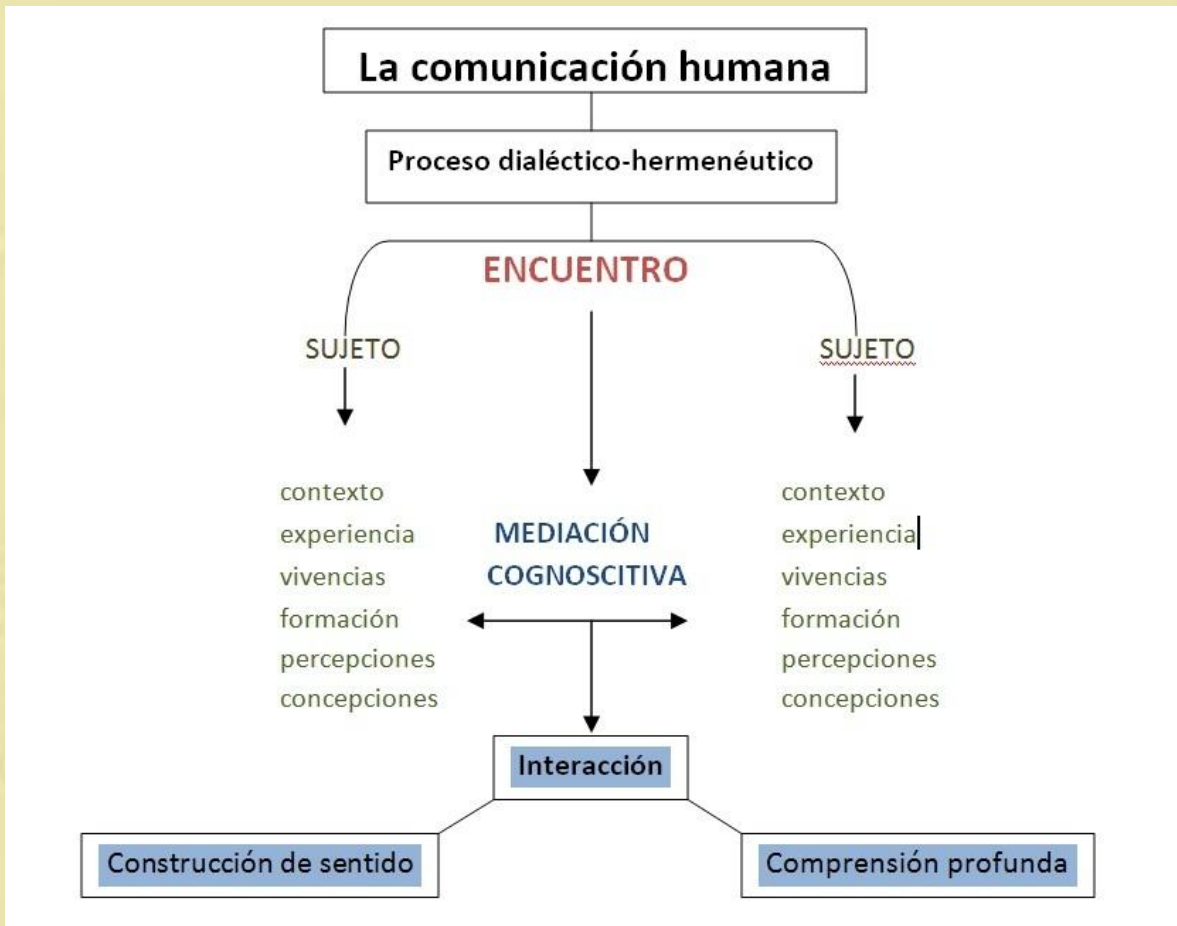 La comunicación humana
Proceso dialéctico-hermenéutico
ENCUENTRO
SUJETO
SUJETO
contexto
experiencia
vivencias
formación
percepciones
concepciones
MEDIACIÓN
COGNOSCITIVA
contexto
experiencia
vivencias
formación
percepciones
concepciones
Interacción
Construcción de sentido
Comprensión profunda